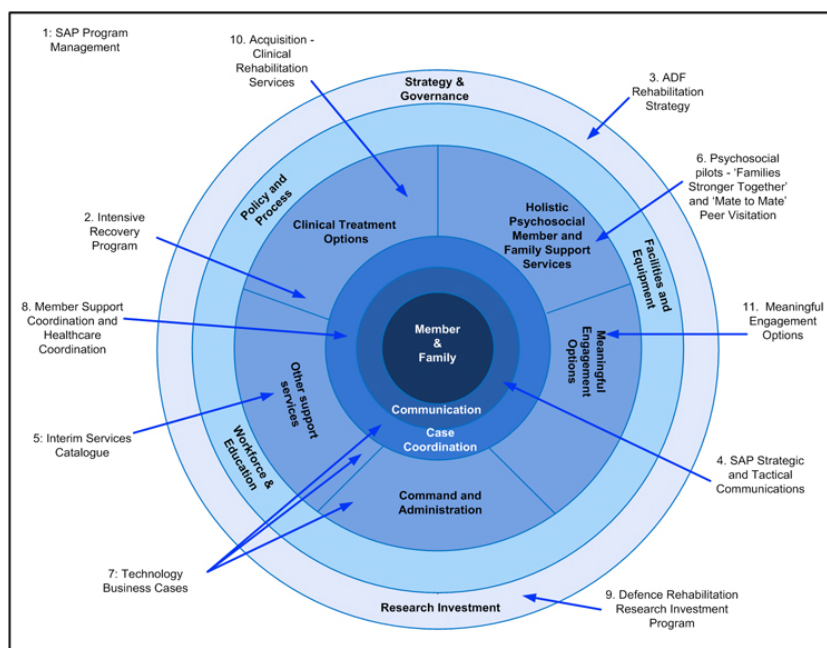 1: SAP Program
Management
10. Acquisition -
Clinical
Rehabilitation
Services
Strategy &
Governance
3. ADF
Rehabilitation
Strategy
6. Psychosocial
pilots - 'Families
Stronger Together'
and 'Mate to Mate'
Peer Visitation
Policy and
Process
Clinical Treatment
Options
Holistic
Psychosocial
Member and
Family Support
Services
2. Intensive
Recovery
Program
Facilities and
Equipment
8. Member Support
Coordination and
Healthcare
Coordination
Member
&
Family
Meaningful
Engagement
Options
11. Meaningful
Engagement
Options
Other support
services
Communication
Case
Coordination
5: Interim Services
Catalogue
Workforce &
Education
4. SAP Strategic
and Tactical
Communications
Command and
Administration
7: Technology
Business Cases
Research Investment
9. Defence Rehabilitation
Research Investment
Program